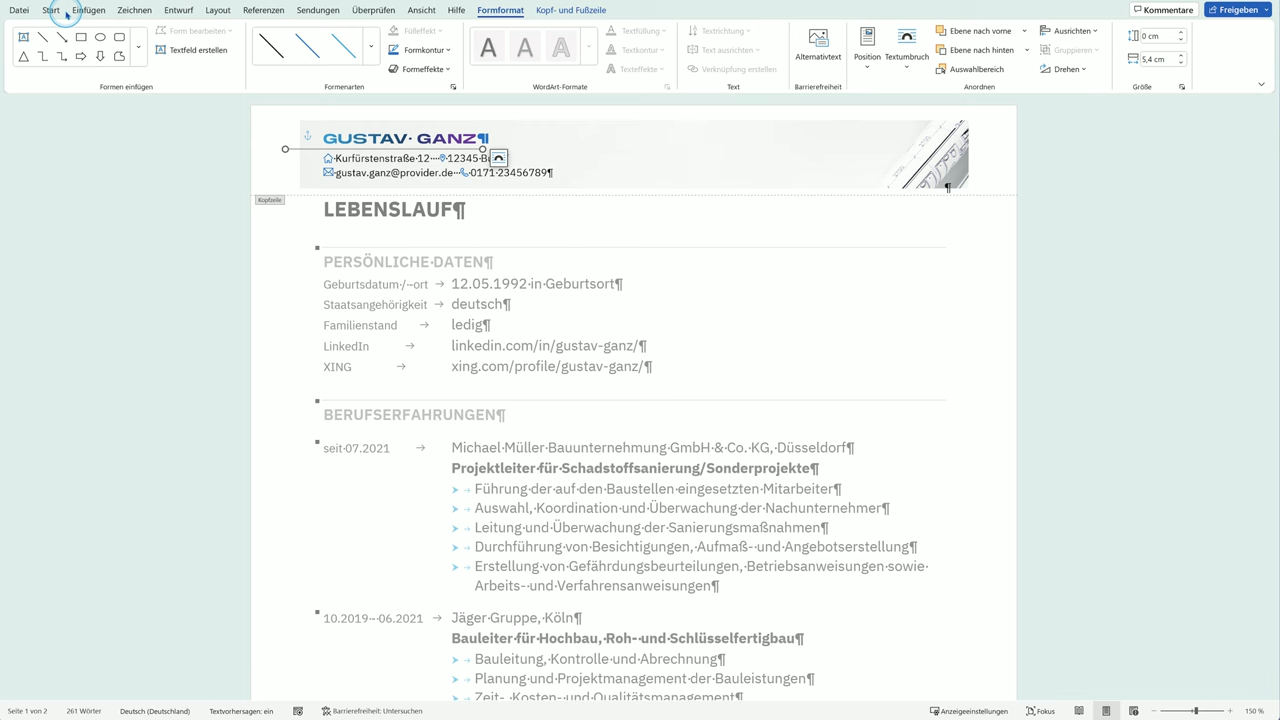 Datei Start Einfügen Zeichnen Entwurf Layout Referenzen Sendungen Überprüfen Ansicht Hilfe Formformat Kopf- und Fußzeile Kommentare Freigeben
Form bearbeiten Fülleffekt Textfüllung Textrichtung Ebene nach vorne Ausrichten 0 cm
Textfeld erstellen Formkontur Textkontur Text ausrichten Alternativtext Position Textumbruch Ebene nach hinten Gruppieren 5,4 cm
Formeffekte Texteffekte Verknüpfung erstellen Auswahlbereich Drehen
Formen einfügen Formenarten WordArt-Formate Text Barrierefreiheit Anordnen Größe
GUSTAV· GANZ¶
Kurfürstenstraße·12····12345·B
gustav.ganz@provider.de···0171·23456789¶
¶
Kopfzeile
LEBENSLAUF¶
PERSÖNLICHE·DATEN¶
Geburtsdatum·/·-ort → 12.05.1992·in·Geburtsort¶
Staatsangehörigkeit → deutsch¶
Familienstand → ledig¶
LinkedIn → linkedin.com/in/gustav-ganz/¶
XING → xing.com/profile/gustav-ganz/¶
BERUFSERFAHRUNGEN¶
seit·07.2021 → Michael·Müller·Bauunternehmung·GmbH·&·Co.·KG,·Düsseldorf¶
Projektleiter·für·Schadstoffsanierung/Sonderprojekte¶
➤ → Führung·der·auf·den·Baustellen·eingesetzten·Mitarbeiter¶
➤ → Auswahl,·Koordination·und·Überwachung·der·Nachunternehmer¶
➤ → Leitung·und·Überwachung·der·Sanierungsmaßnahmen¶
➤ → Durchführung·von·Besichtigungen,·Aufmaß-·und·Angebotserstellung¶
➤ → Erstellung·von·Gefährdungsbeurteilungen,·Betriebsanweisungen·sowie·
Arbeits-·und·Verfahrensanweisungen¶
10.2019·-·06.2021 → Jäger·Gruppe,·Köln¶
Bauleiter·für·Hochbau,·Roh-·und·Schlüsselfertigbau¶
➤ → Bauleitung,·Kontrolle·und·Abrechnung¶
➤ → Planung·und·Projektmanagement·der·Bauleistungen¶
➤ → Zeit-,·Kosten-·und·Qualitätsmanagement¶
Seite 1 von 2 261 Wörter Deutsch (Deutschland) Textvorhersagen: ein Barrierefreiheit: Untersuchen Anzeigeeinstellungen Fokus 150 %